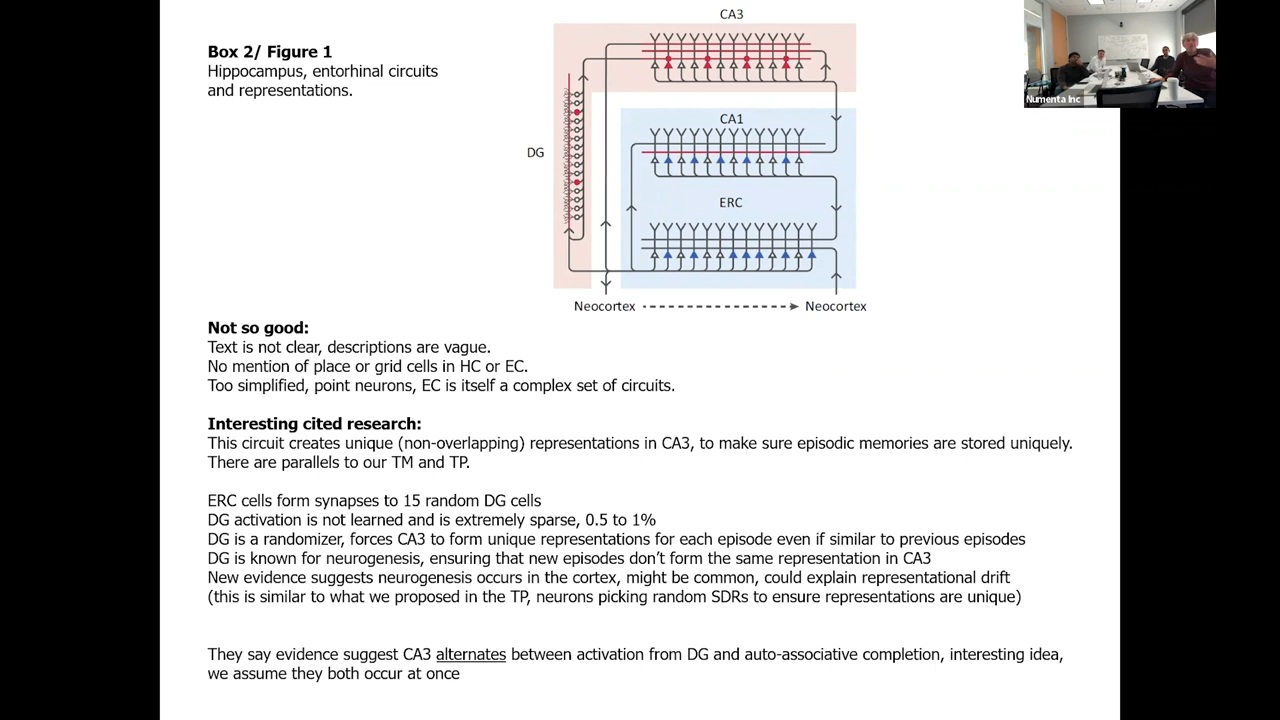 Box 2/ Figure 1
Hippocampus, entorhinal circuits
and representations.
CA3
DG
CA1
ERC
Neocortex
Neocortex
Numenta Inc
Not so good:
Text is not clear, descriptions are vague.
No mention of place or grid cells in HC or EC.
Too simplified, point neurons, EC is itself a complex set of circuits.
Interesting cited research:
This circuit creates unique (non-overlapping) representations in CA3, to make sure episodic memories are stored uniquely.
There are parallels to our TM and TP.
ERC cells form synapses to 15 random DG cells
DG activation is not learned and is extremely sparse, 0.5 to 1%
DG is a randomizer, forces CA3 to form unique representations for each episode even if similar to previous episodes
DG is known for neurogenesis, ensuring that new episodes don’t form the same representation in CA3
New evidence suggests neurogenesis occurs in the cortex, might be common, could explain representational drift
(this is similar to what we proposed in the TP, neurons picking random SDRs to ensure representations are unique)
They say evidence suggest CA3 alternates between activation from DG and auto-associative completion, interesting idea,
we assume they both occur at once